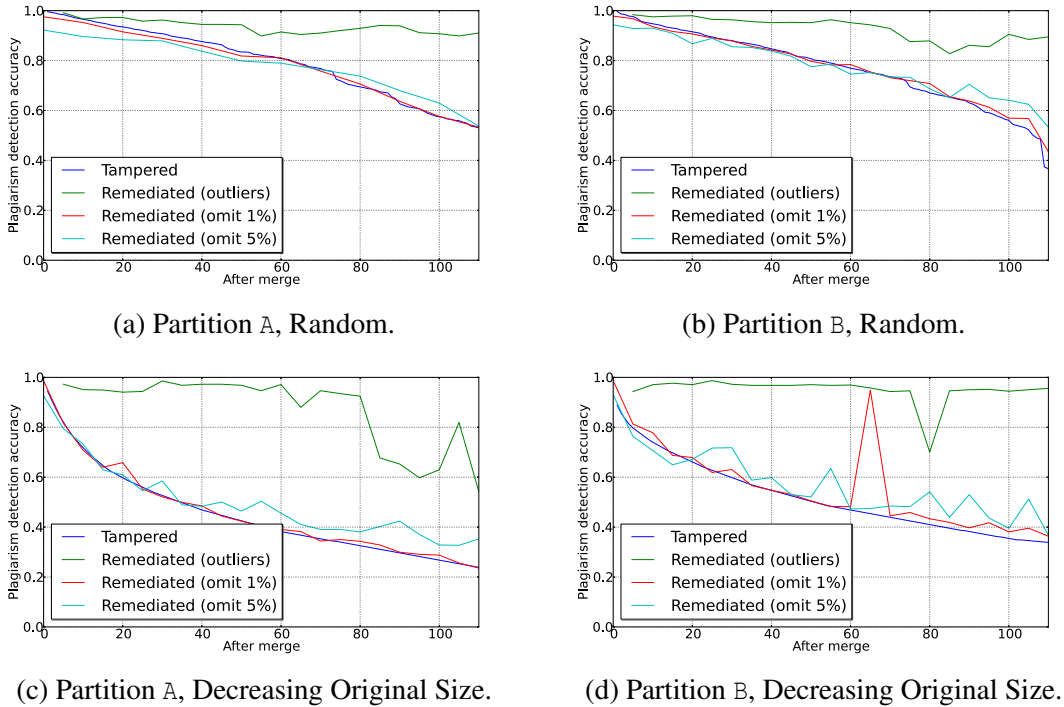 1.0
0.8
0.6
0.4
0.2
0.0
Plagiarism detection accuracy
Tampered
Remediated (outliers)
Remediated (omit 1%)
Remediated (omit 5%)
0 20 40 60 80 100
After merge
(a) Partition A, Random.
1.0
0.8
0.6
0.4
0.2
0.0
Plagiarism detection accuracy
Tampered
Remediated (outliers)
Remediated (omit 1%)
Remediated (omit 5%)
0 20 40 60 80 100
After merge
(b) Partition B, Random.
1.0
0.8
0.6
0.4
0.2
0.0
Plagiarism detection accuracy
Tampered
Remediated (outliers)
Remediated (omit 1%)
Remediated (omit 5%)
0 20 40 60 80 100
After merge
(c) Partition A, Decreasing Original Size.
1.0
0.8
0.6
0.4
0.2
0.0
Plagiarism detection accuracy
Tampered
Remediated (outliers)
Remediated (omit 1%)
Remediated (omit 5%)
0 20 40 60 80 100
After merge
(d) Partition B, Decreasing Original Size.